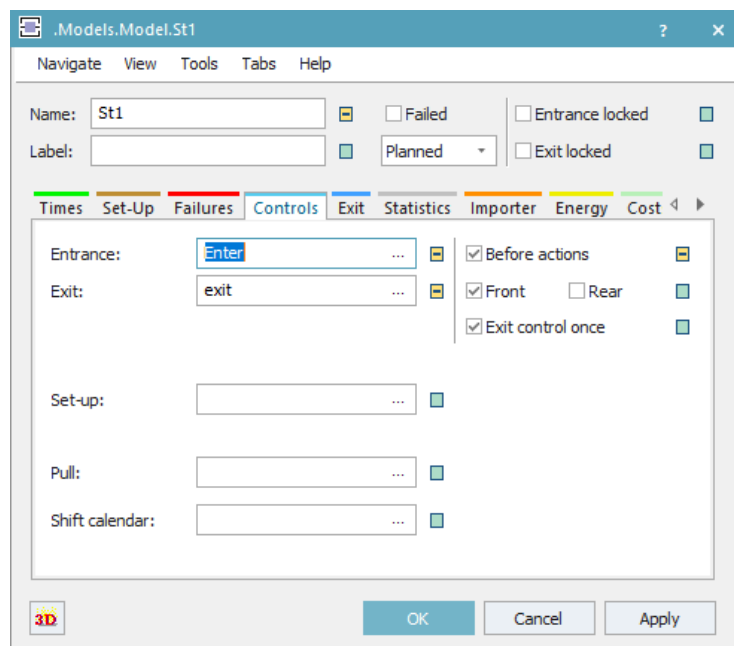 .Models.Model.St1 ? ×
Navigate View Tools Tabs Help
Name: St1 Failed Entrance locked
Label: Planned Exit locked
Times Set-Up Failures Controls Exit Statistics Importer Energy Cost
Entrance: Enter ... Before actions
Exit: exit ... Front Rear
Exit control once
Set-up: ...
Pull: ...
Shift calendar: ...
3D OK Cancel Apply